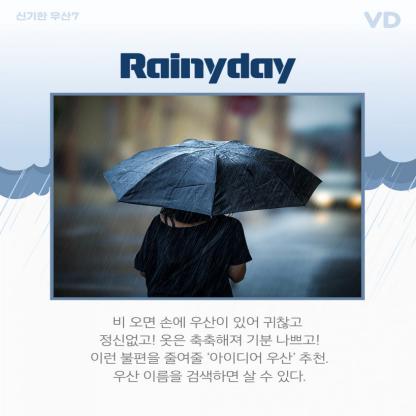 신기한 우산7
VD
Rainyday
비 오면 손에 우산이 있어 귀찮고
정신없고! 옷은 축축해져 기분 나쁘고!
이런 불편을 줄여줄 '아이디어 우산' 추천.
우산 이름을 검색하면 살 수 있다.